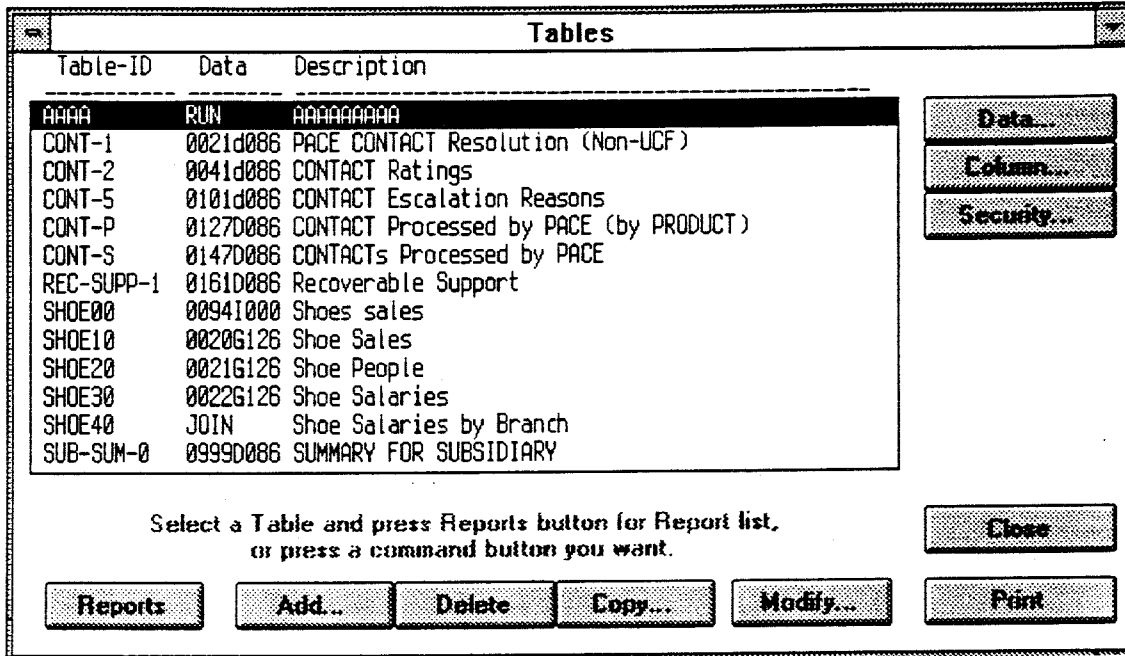 Tables
Table-ID Data Description
AAAA RUN AAAAAAAAA
CONT-1 0021d086 PACE CONTACT Resolution (Non-UCF)
CONT-2 0041d086 CONTACT Ratings
CONT-5 0101d086 CONTACT Escalation Reasons
CONT-P 0127D086 CONTACT Processed by PACE (by PRODUCT)
CONT-S 0147D086 CONTACTs Processed by PACE
REC-SUPP-1 0161D086 Recoverable Support
SHOE00 0094I000 Shoes sales
SHOE10 0020G126 Shoe Sales
SHOE20 0021G126 Shoe People
SHOE30 0022G126 Shoe Salaries
SHOE40 JOIN Shoe Salaries by Branch
SUB-SUM-0 0999D086 SUMMARY FOR SUBSIDIARY
Data...
Column...
Security...
Select a Table and press Reports button for Report list,
or press a command button you want.
Close
Reports Add... Delete Copy... Modify... Print